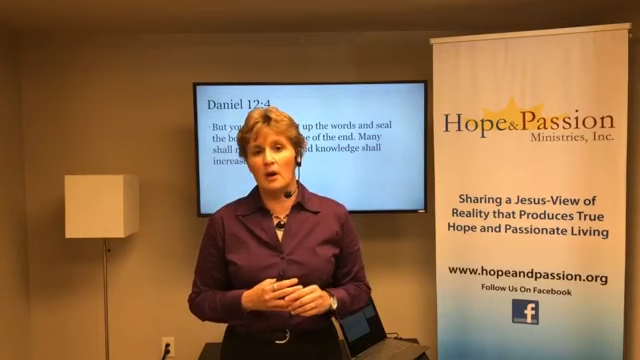 Daniel 12:4
But you up the words and seal
the of the end. Many
shall knowledge shall
increase
Hope&Passion
Ministries, Inc.
Sharing a Jesus-View of
Reality that Produces True
Hope and Passionate Living
www.hopeandpassion.org
Follow Us On Facebook
f